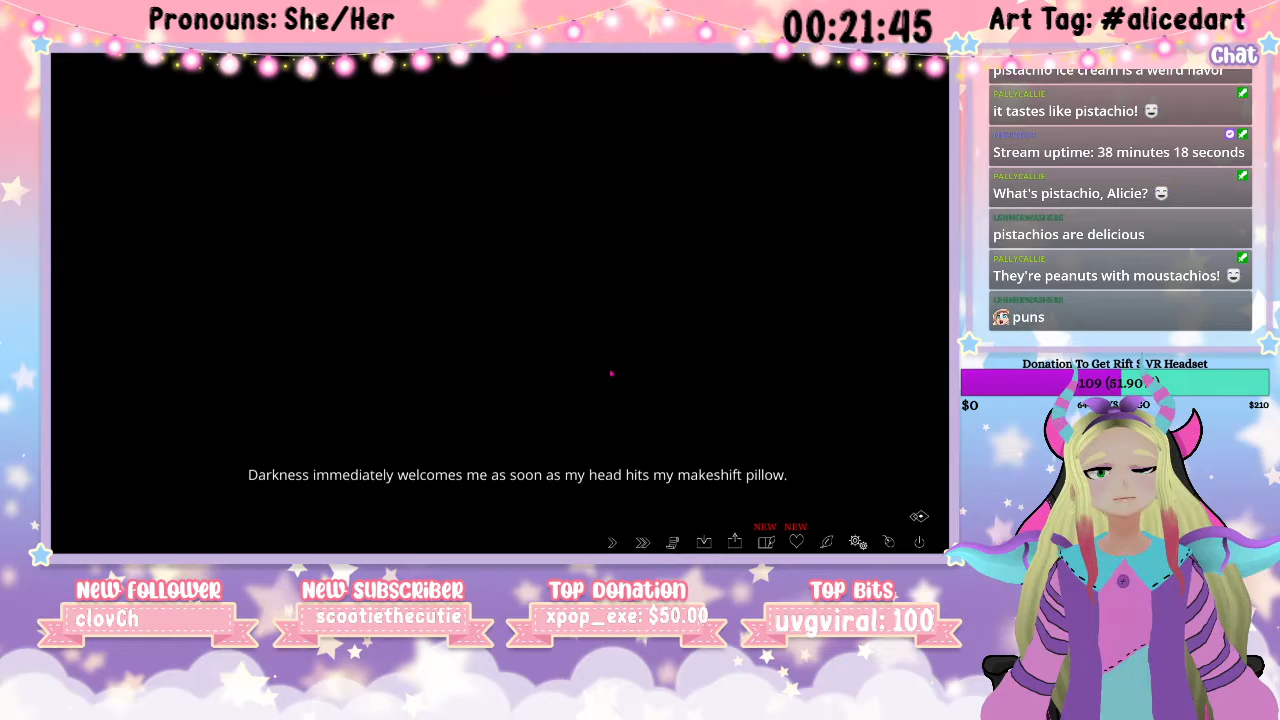 Pronouns: She/Her
00:21:45
Art Tag: #alicedart
Chat
pistachio ice cream is a weird flavor
PALLYCALLIE
it tastes like pistachio!
Stream uptime: 38 minutes 18 seconds
PALLYCALLIE
What's pistachio, Alicie?
pistachios are delicious
PALLYCALLIE
They're peanuts with moustachios!
puns
Donation To Get Rift S VR Headset
109 (51.90
$0
$210
Darkness immediately welcomes me as soon as my head hits my makeshift pillow.
NEW NEW
New Follower
clovCh
New Subscriber
scootiethecutie
Top Donation
xpop_exe: $50.00
Top Bits
uvgviral: 100